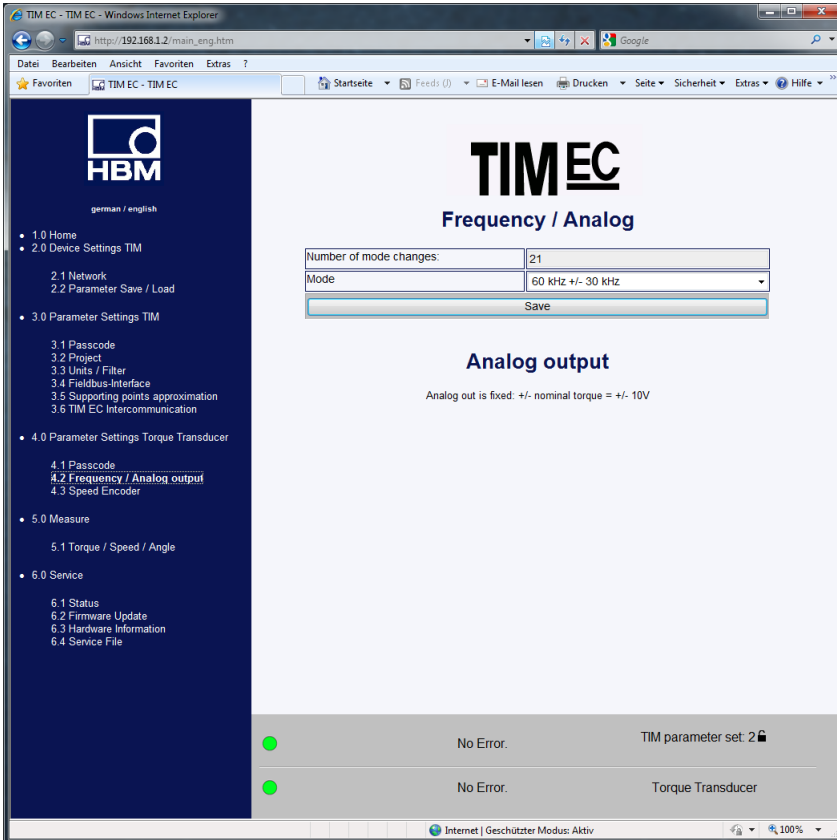 TIM EC - TIM EC - Windows Internet Explorer
http://192.168.1.2/main_eng.htm
Google
Datei Bearbeiten Ansicht Favoriten Extras ?
Favoriten TIM EC - TIM EC Startseite Feeds (J) E-Mail lesen Drucken Seite Sicherheit Extras Hilfe
HBM
german / english
1.0 Home
2.0 Device Settings TIM
2.1 Network
2.2 Parameter Save / Load
3.0 Parameter Settings TIM
3.1 Passcode
3.2 Project
3.3 Units / Filter
3.4 Fieldbus-Interface
3.5 Supporting points approximation
3.6 TIM EC Intercommunication
4.0 Parameter Settings Torque Transducer
4.1 Passcode
4.2 Frequency / Analog output
4.3 Speed Encoder
5.0 Measure
5.1 Torque / Speed / Angle
6.0 Service
6.1 Status
6.2 Firmware Update
6.3 Hardware Information
6.4 Service File
TIM EC
Frequency / Analog
Number of mode changes: 21
Mode 60 kHz +/- 30 kHz
Save
Analog output
Analog out is fixed: +/- nominal torque = +/- 10V
No Error. TIM parameter set: 2
No Error. Torque Transducer
Internet | Geschützter Modus: Aktiv 100%